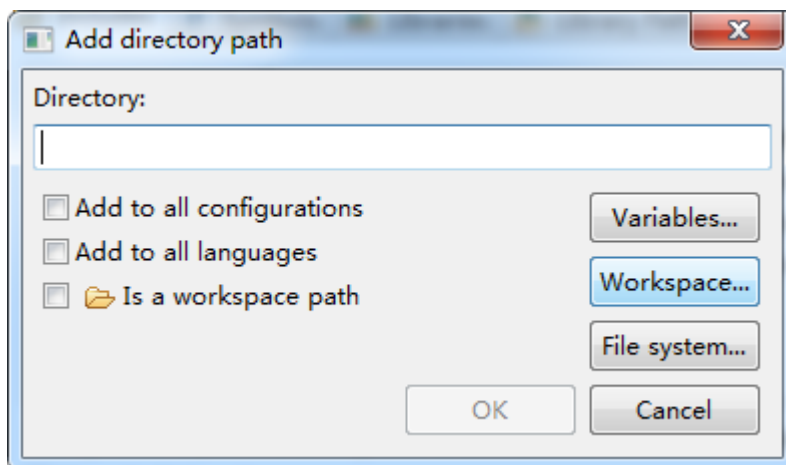 Add directory path
Directory:
Add to all configurations
Variables...
Add to all languages
Workspace...
Is a workspace path
File system...
OK
Cancel